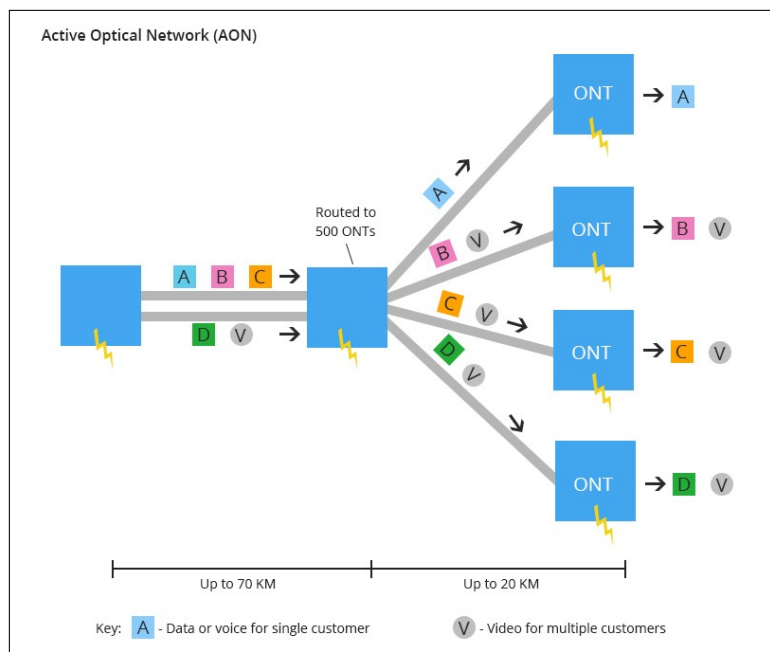 Active Optical Network (AON)
ONT
A
A
Routed to
500 ONTs
ONT
B
V
B
V
A B C
D V
C
V
ONT
C
V
D
V
ONT
D
V
Up to 70 KM
Up to 20 KM
Key: A - Data or voice for single customer
V - Video for multiple customers